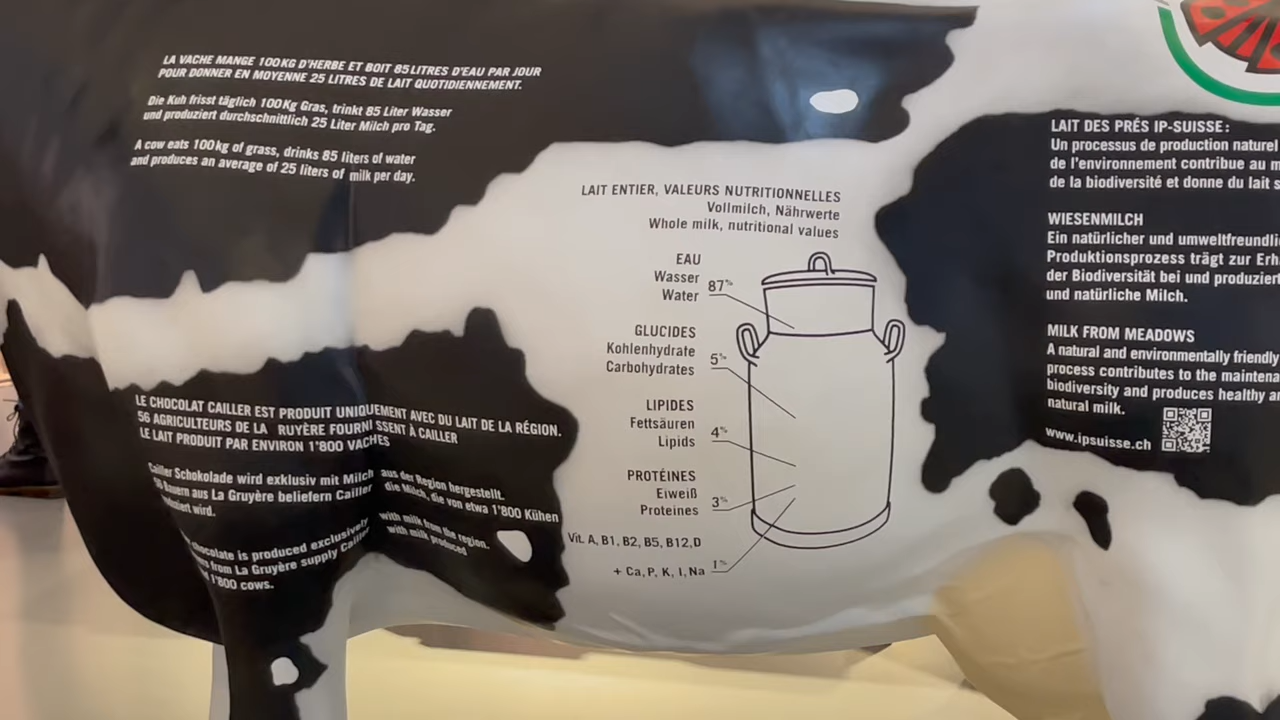 LA VACHE MANGE 100KG D'HERBE ET BOIT 85 LITRES D'EAU PAR JOUR
POUR DONNER EN MOYENNE 25 LITRES DE LAIT QUOTIDIENNEMENT.
Die Kuh frisst täglich 100Kg Gras, trinkt 85 Liter Wasser
und produziert durchschnittlich 25 Liter Milch pro Tag.
A cow eats 100kg of grass, drinks 85 liters of water
and produces an average of 25 liters of milk per day.
LE CHOCOLAT CAILLER EST PRODUIT UNIQUEMENT AVEC DU LAIT DE LA RÉGION.
56 AGRICULTEURS DE LA RUYÈRE FOURNISSENT À CAILLER
LE LAIT PRODUIT PAR ENVIRON 1'800 VACHES
Cailler Schokolade wird exklusiv mit Milch aus der Region hergestellt.
Bauern aus La Gruyère beliefern Cailler die Milch, die von etwa 1'800 Kühen
wird.
chocolate is produced exclusively with milk from the region.
from La Gruyère supply Cailler with milk produced
1'800 cows.
LAIT ENTIER, VALEURS NUTRITIONNELLES
Vollmilch, Nährwerte
Whole milk, nutritional values
EAU
Wasser
Water
87%
GLUCIDES
Kohlenhydrate
Carbohydrates
5%
LIPIDES
Fettsäuren
Lipids
4%
PROTÉINES
Eiweiß
Proteines
3%
Vit. A, B1, B2, B5, B12, D
+ Ca, P, K, I, Na
1%
LAIT DES PRÉS IP-SUISSE :
Un processus de production naturel
de l'environnement contribue au
de la biodiversité et donne du lait
WIESENMILCH
Ein natürlicher und
Produktionsprozess trägt zur
der Biodiversität bei und produziert
und natürliche Milch.
MILK FROM MEADOWS
A natural and environmentally friendly
process contributes to the
biodiversity and produces healthy
natural milk.
www.ipsuisse.ch